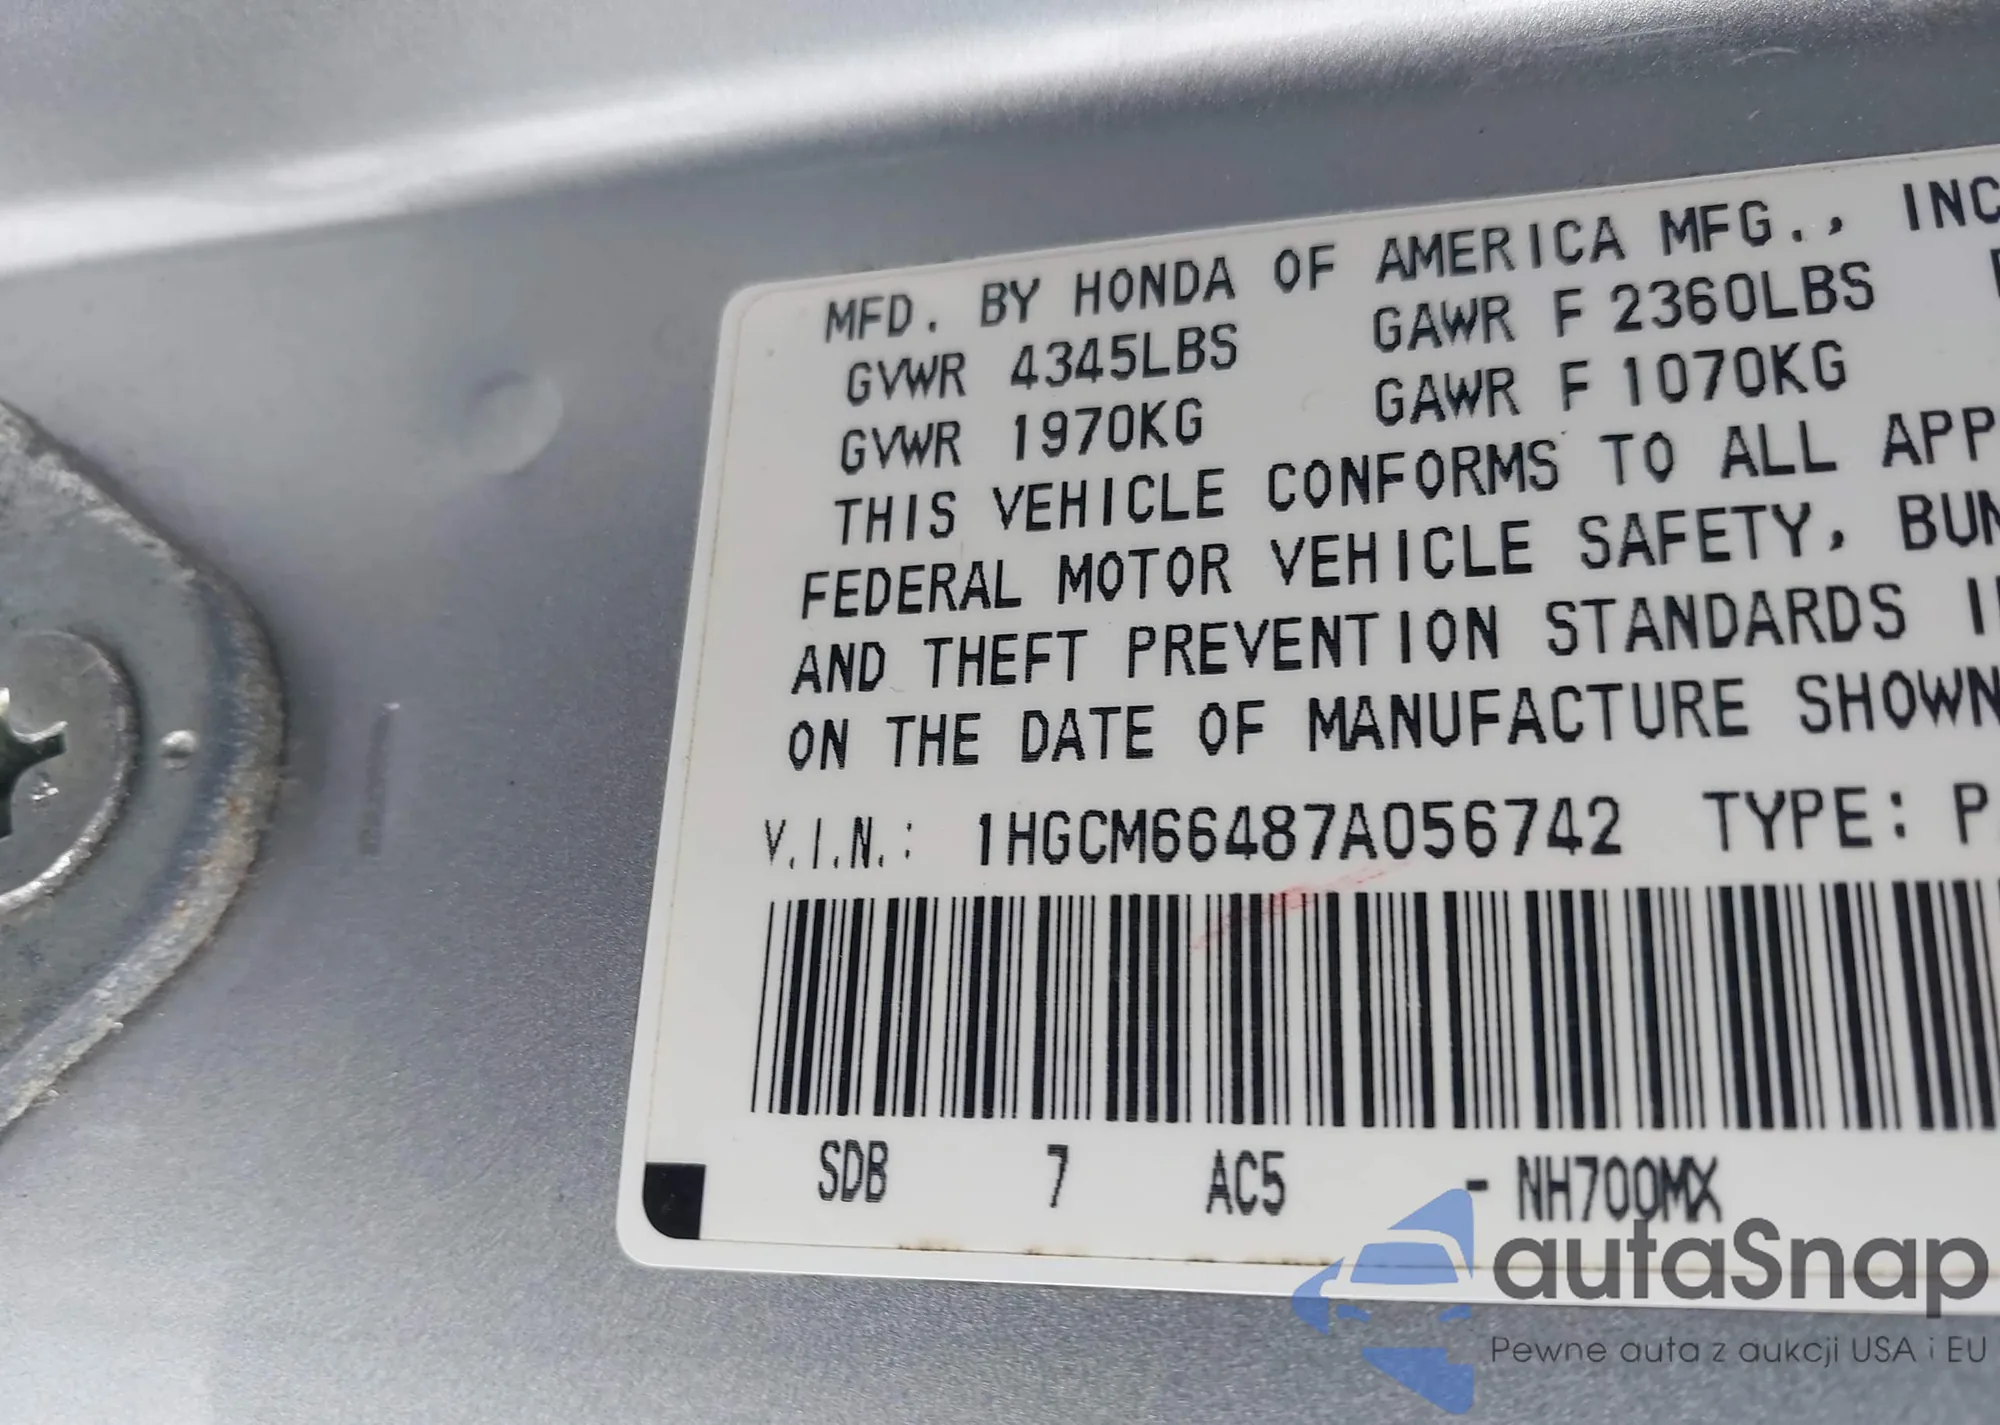 MFD. BY HONDA OF AMERICA MFG., INC
GVWR 4345LBS GAWR F 2360LBS
GVWR 1970KG GAWR F 1070KG
THIS VEHICLE CONFORMS TO ALL APP
FEDERAL MOTOR VEHICLE SAFETY, BUM
AND THEFT PREVENTION STANDARDS I
ON THE DATE OF MANUFACTURE SHOWN
V.I.N.: 1HGCM66487A056742 TYPE: P
SDB 7 AC5 - NH700MX
autaSnap
Pewne auta z aukcji USA i EU